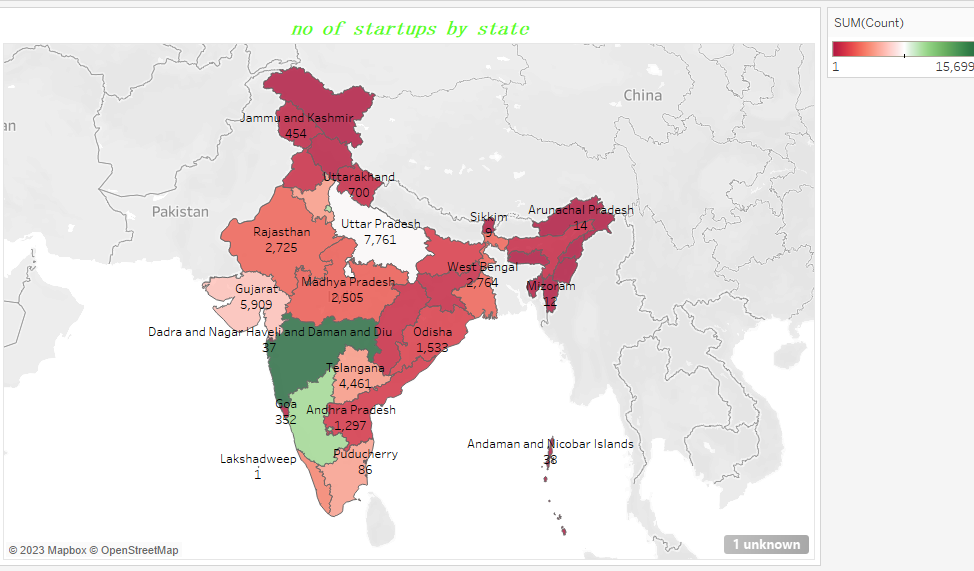 no of startups by state
SUM(Count)
1
15,699
China
an
Jammu and Kashmir
454
Uttarakhand
700
Pakistan
Arunachal Pradesh
14
Sikkim
9
Uttar Pradesh
7,761
Rajasthan
2,725
West Bengal
2,764
Madhya Pradesh
2,505
Gujarat
5,909
Mizoram
12
Dadra and Nagar Haveli and Daman and Diu
37
Odisha
1,533
Telangana
4,461
Goa
352
Andhra Pradesh
1,297
Andaman and Nicobar Islands
38
Puducherry
86
Lakshadweep
1
© 2023 Mapbox © OpenStreetMap
1 unknown